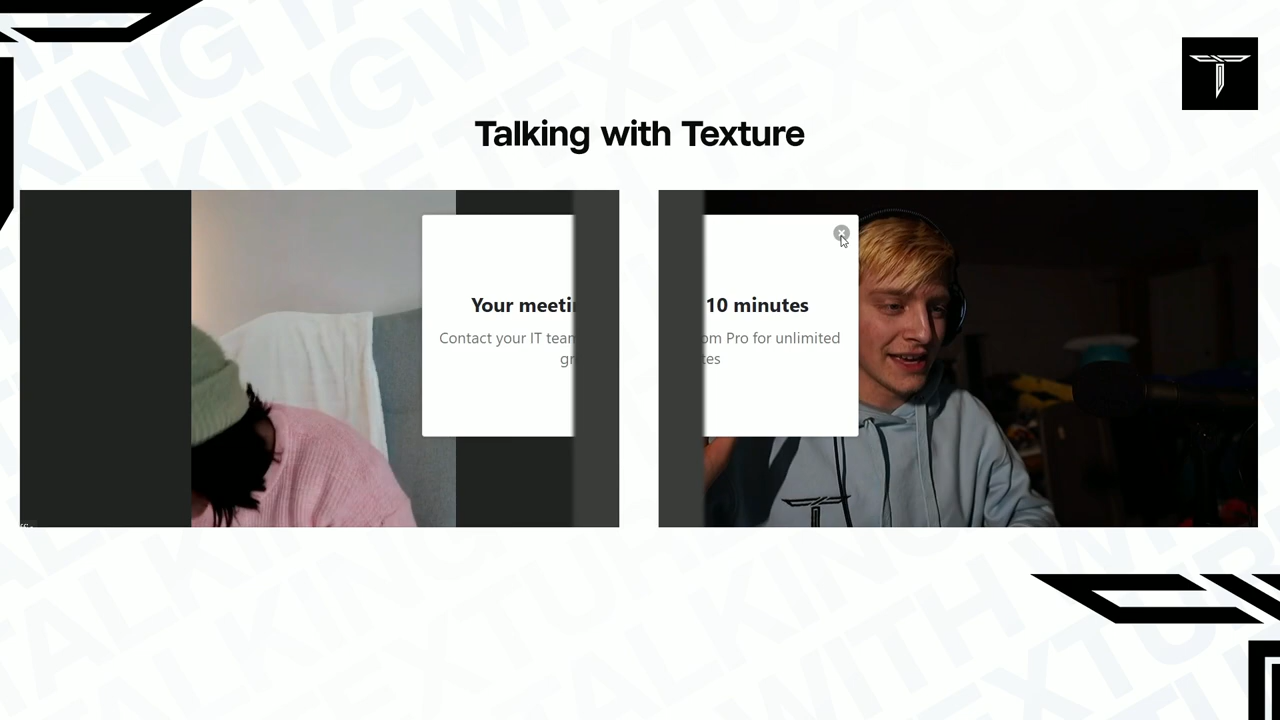 Talking with Texture
Your meeti
10 minutes
Contact your IT team
om Pro for unlimited
gr
tes